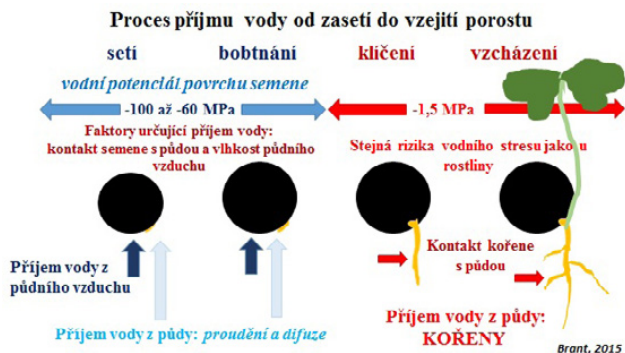 Proces příjmu vody od zasetí do vzejití porostu
setí bobtnání klíčení vzcházení
vodní potenciál povrchu semene
-100 až -60 MPa -1,5 MPa
Faktory určující příjem vody:
kontakt semene s půdou a vlhkost půdního
vzduchu
Stejná rizika vodního stresu jako u
rostliny
Příjem vody z
půdního vzduchu
Kontakt kořene
s půdou
Příjem vody z půdy: proudění a difuze
Příjem vody z půdy:
KOŘENY
Brant, 2015